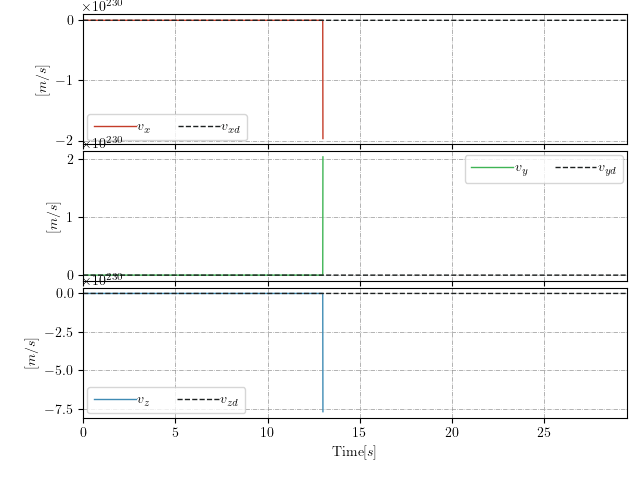 ×10^230
0
−1
−2
[m/s]
v_x v_xd
×10^230
2
1
0
[m/s]
v_y v_yd
×10^230
0.0
−2.5
−5.0
−7.5
[m/s]
v_z v_zd
0 5 10 15 20 25
Time[s]